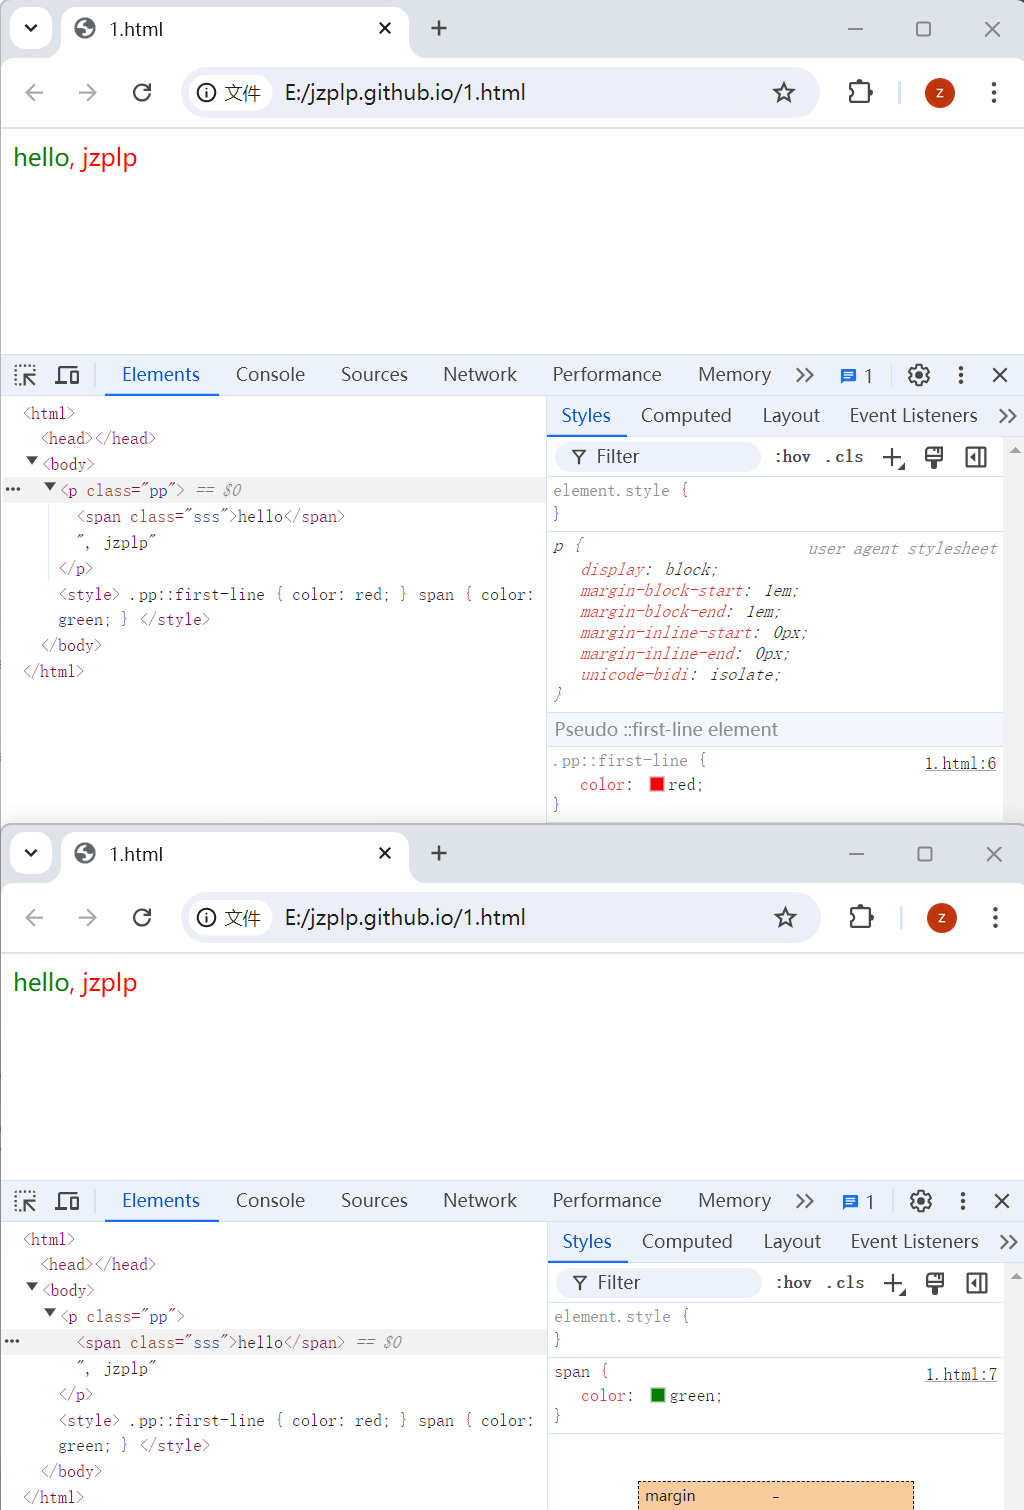 1.html
文件 E:/jzplp.github.io/1.html z
hello, jzplp
Elements Console Sources Network Performance Memory 1
<html>
<head></head>
<body>
<p class="pp"> == $0
<span class="sss">hello</span>
", jzplp"
</p>
<style> .pp::first-line { color: red; } span { color:
green; } </style>
</body>
</html>
Styles Computed Layout Event Listeners
Filter :hov .cls
element.style {
}
p { user agent stylesheet
display: block;
margin-block-start: 1em;
margin-block-end: 1em;
margin-inline-start: 0px;
margin-inline-end: 0px;
unicode-bidi: isolate;
}
Pseudo ::first-line element
.pp::first-line { 1.html:6
color: red;
}
1.html
文件 E:/jzplp.github.io/1.html z
hello, jzplp
Elements Console Sources Network Performance Memory 1
<html>
<head></head>
<body>
<p class="pp">
<span class="sss">hello</span> == $0
", jzplp"
</p>
<style> .pp::first-line { color: red; } span { color:
green; } </style>
</body>
</html>
Styles Computed Layout Event Listeners
Filter :hov .cls
element.style {
}
span { 1.html:7
color: green;
}
margin -